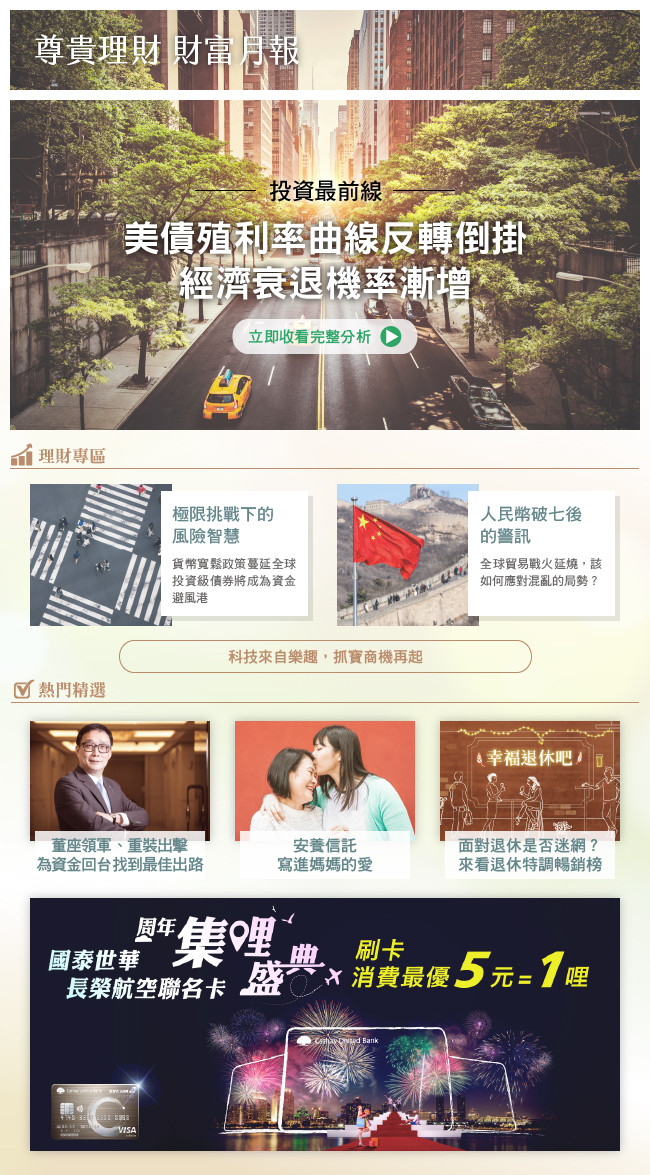 尊貴理財 財富月報
投資最前線
美債殖利率曲線反轉倒掛
經濟衰退機率漸增
立即收看完整分析
理財專區
極限挑戰下的
風險智慧
貨幣寬鬆政策蔓延全球
投資級債券將成為資金
避風港
人民幣破七後
的警訊
全球貿易戰火延燒，該
如何應對混亂的局勢？
科技來自樂趣，抓寶商機再起
熱門精選
董座領軍、重裝出擊
為資金回台找到最佳出路
安養信託
寫進媽媽的愛
幸福退休吧
面對退休是否迷網？
來看退休特調暢銷榜
國泰世華
長榮航空聯名卡
周年
集哩
盛典
刷卡
消費最優5元=1哩
Cathay United Bank
VISA